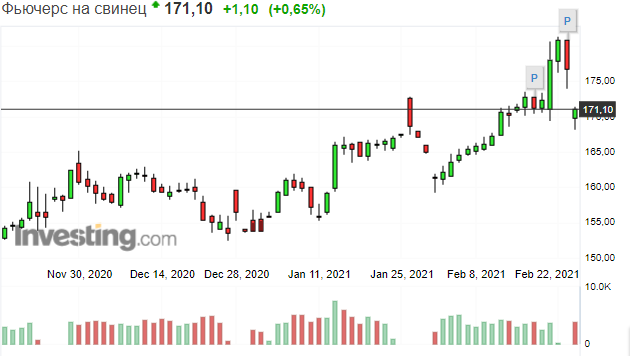 Фьючерс на свинец 171,10 +1,10 (+0,65%)
P
P
175,00
171,10
170,00
165,00
160,00
155,00
150,00
Investing.com
Nov 30, 2020 Dec 14, 2020 Dec 28, 2020 Jan 11, 2021 Jan 25, 2021 Feb 8, 2021 Feb 22, 2021
10.0K
0